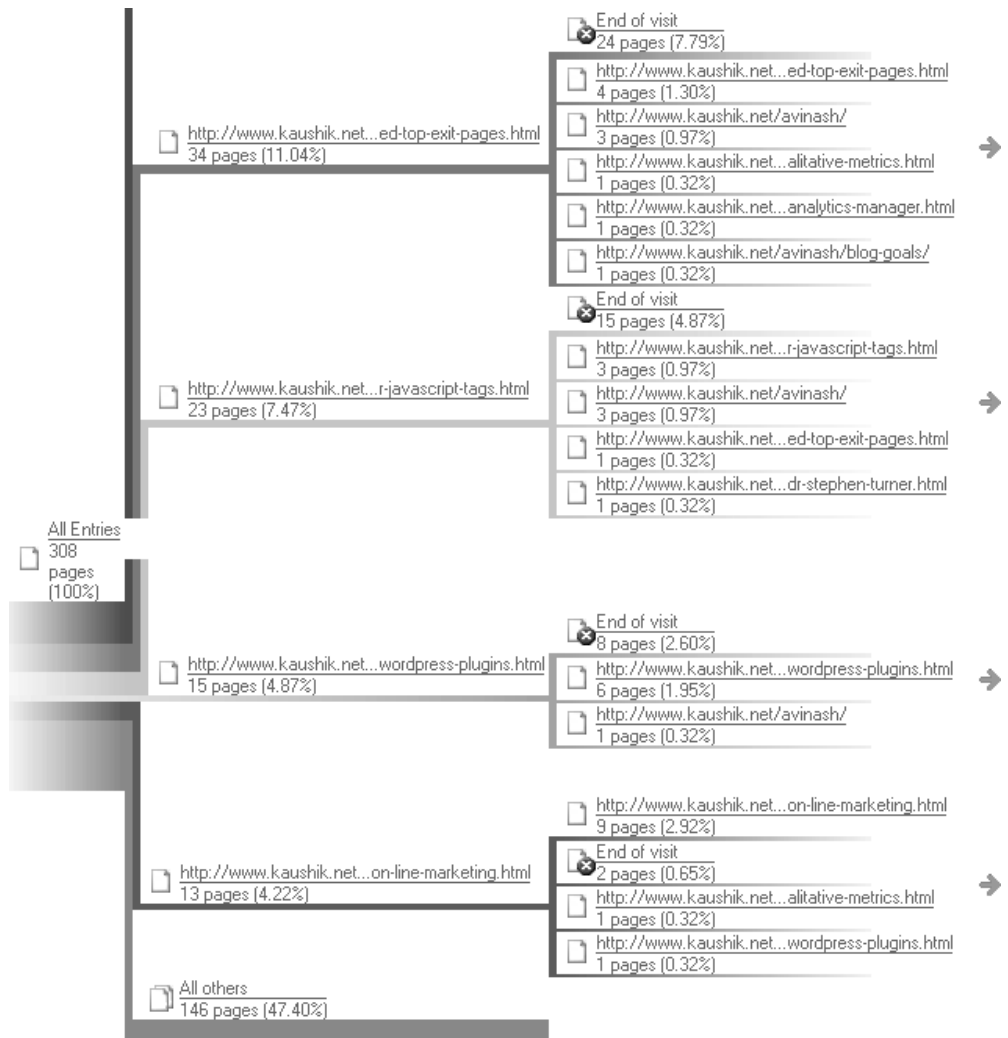 All Entries
308
pages
(100%)
http://www.kaushik.net...ed-top-exit-pages.html
34 pages (11.04%)
End of visit
24 pages (7.79%)
http://www.kaushik.net...ed-top-exit-pages.html
4 pages (1.30%)
http://www.kaushik.net/avinash/
3 pages (0.97%)
http://www.kaushik.net...alitative-metrics.html
1 pages (0.32%)
http://www.kaushik.net...analytics-manager.html
1 pages (0.32%)
http://www.kaushik.net/avinash/blog-goals/
1 pages (0.32%)
http://www.kaushik.net...r-javascript-tags.html
23 pages (7.47%)
End of visit
15 pages (4.87%)
http://www.kaushik.net...r-javascript-tags.html
3 pages (0.97%)
http://www.kaushik.net/avinash/
3 pages (0.97%)
http://www.kaushik.net...ed-top-exit-pages.html
1 pages (0.32%)
http://www.kaushik.net...dr-stephen-turner.html
1 pages (0.32%)
http://www.kaushik.net...wordpress-plugins.html
15 pages (4.87%)
End of visit
8 pages (2.60%)
http://www.kaushik.net...wordpress-plugins.html
6 pages (1.95%)
http://www.kaushik.net/avinash/
1 pages (0.32%)
http://www.kaushik.net...on-line-marketing.html
13 pages (4.22%)
http://www.kaushik.net...on-line-marketing.html
9 pages (2.92%)
End of visit
2 pages (0.65%)
http://www.kaushik.net...alitative-metrics.html
1 pages (0.32%)
http://www.kaushik.net...wordpress-plugins.html
1 pages (0.32%)
All others
146 pages (47.40%)